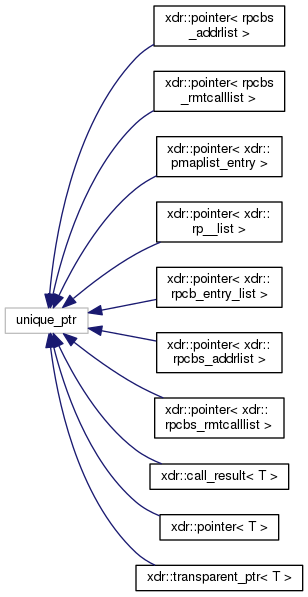 xdr::pointer< rpcbs
_addrlist >
xdr::pointer< rpcbs
_rmtcalllist >
xdr::pointer< xdr::
pmaplist_entry >
xdr::pointer< xdr::
rp__list >
xdr::pointer< xdr::
rpcb_entry_list >
unique_ptr
xdr::pointer< xdr::
rpcbs_addrlist >
xdr::pointer< xdr::
rpcbs_rmtcalllist >
xdr::call_result< T >
xdr::pointer< T >
xdr::transparent_ptr< T >